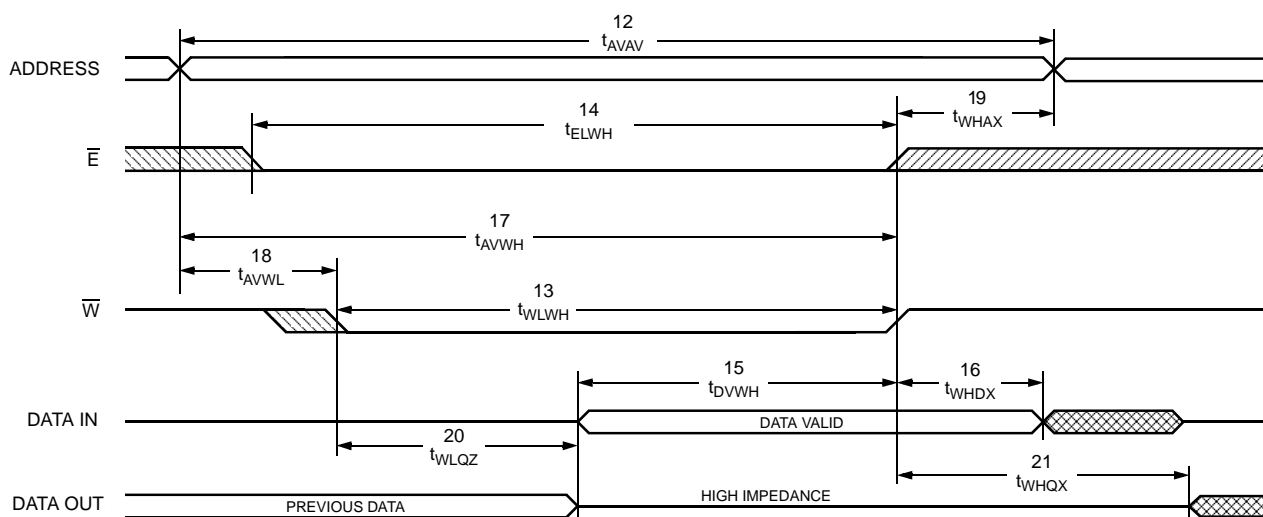 12
tAVAV
ADDRESS
14
tELWH
19
tWHAX
E
17
tAVWH
18
tAVWL
13
tWLWH
W
15
tDVWH
16
tWHDX
DATA IN
DATA VALID
20
tWLQZ
21
tWHQX
DATA OUT
PREVIOUS DATA
HIGH IMPEDANCE